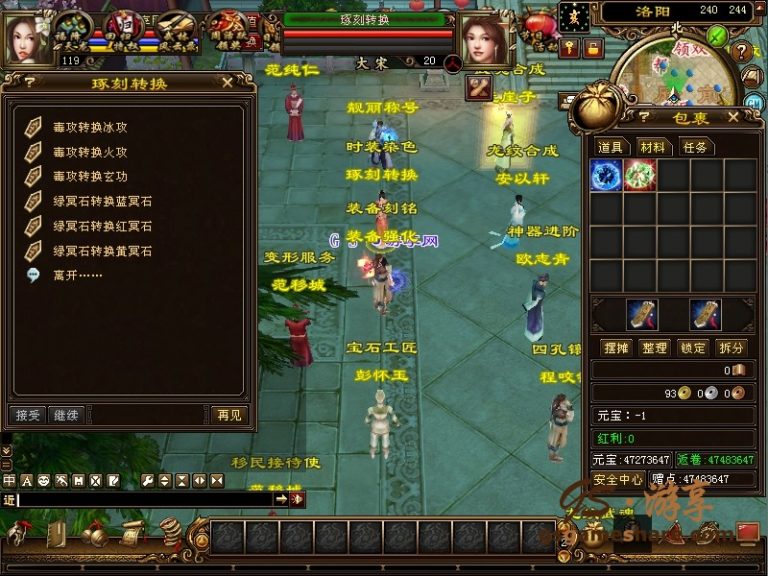 琢刻转换
119
大宋
20
洛阳
240 244
北
琢刻转换
毒攻转换冰攻
毒攻转换火攻
毒攻转换玄功
绿冥石转换蓝冥石
绿冥石转换红冥石
绿冥石转换黄冥石
离开……
接受
继续
再见
范纯仁
靓丽称号
时装染色
龙纹合成
琢刻转换
安以轩
装备刻铭
装备强化
神器进阶
变形服务
欧志青
范移城
宝石工匠
彭怀玉
移民接待使
包裹
道具
材料
任务
摆摊
整理
锁定
拆分
0
93
0
0
元宝：-1
红利:0
元宝:47273647
返卷:47483647
安全中心
赠点:47483647
近
游享